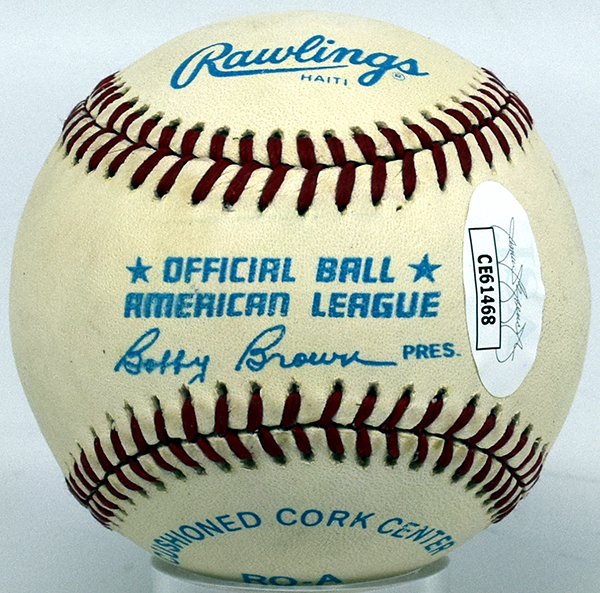 Rawlings ®
HAITI
★ OFFICIAL BALL ★
AMERICAN LEAGUE
Bobby Brown PRES.
CE61468
CUSHIONED CORK CENTER
RO-A